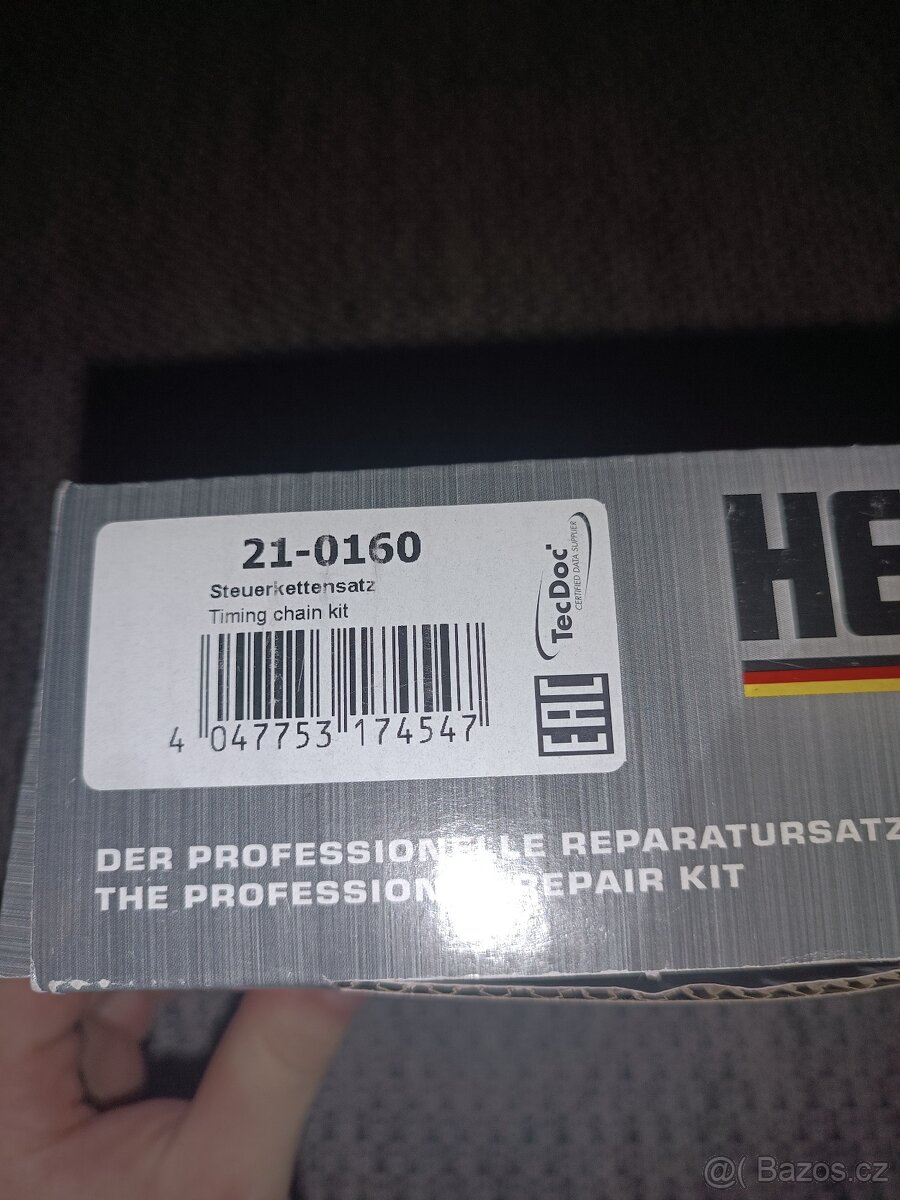 21-0160
Steuerkettensatz
Timing chain kit
4 047753 174547
TecDoc
CERTIFIED DATA SUPPLIER
EAC
HE
DER PROFESSIONELLE REPARATURSATZ
THE PROFESSION REPAIR KIT
@( Bazos.cz